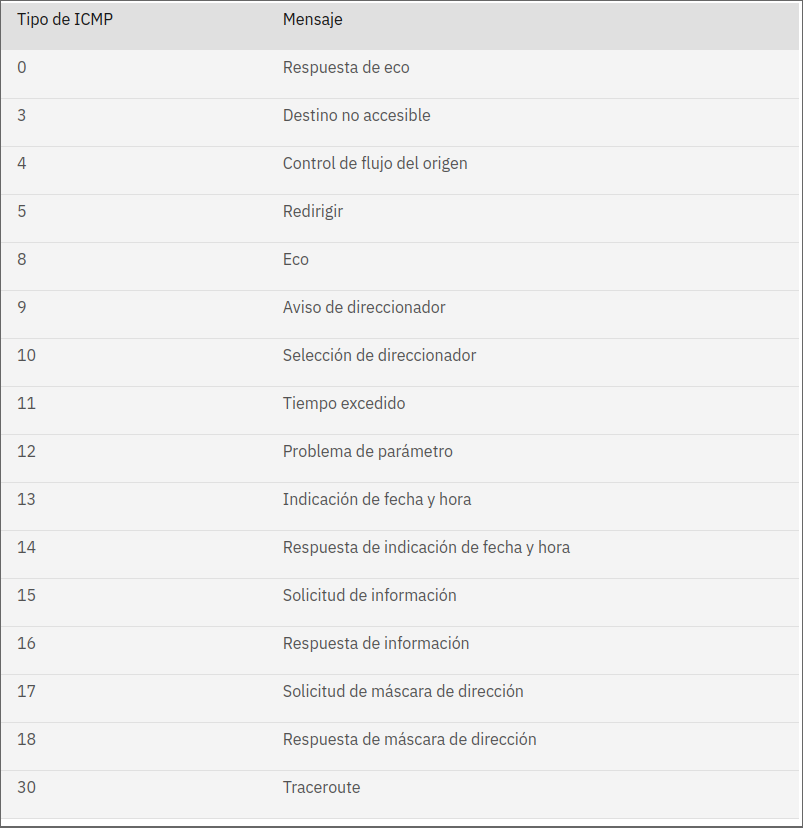 Tipo de ICMP Mensaje
0 Respuesta de eco
3 Destino no accesible
4 Control de flujo del origen
5 Redirigir
8 Eco
9 Aviso de direccionador
10 Selección de direccionador
11 Tiempo excedido
12 Problema de parámetro
13 Indicación de fecha y hora
14 Respuesta de indicación de fecha y hora
15 Solicitud de información
16 Respuesta de información
17 Solicitud de máscara de dirección
18 Respuesta de máscara de dirección
30 Traceroute